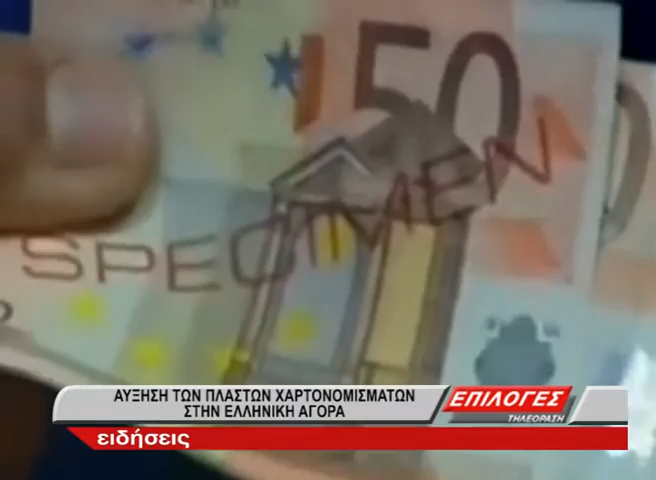 50
SPECIMEN
ΑΥΞΗΣΗ ΤΩΝ ΠΛΑΣΤΩΝ ΧΑΡΤΟΝΟΜΙΣΜΑΤΩΝ
ΣΤΗΝ ΕΛΛΗΝΙΚΗ ΑΓΟΡΑ
ΕΠΙΛΟΓΕΣ
ΤΗΛΕΟΡΑΣΗ
ειδήσεις